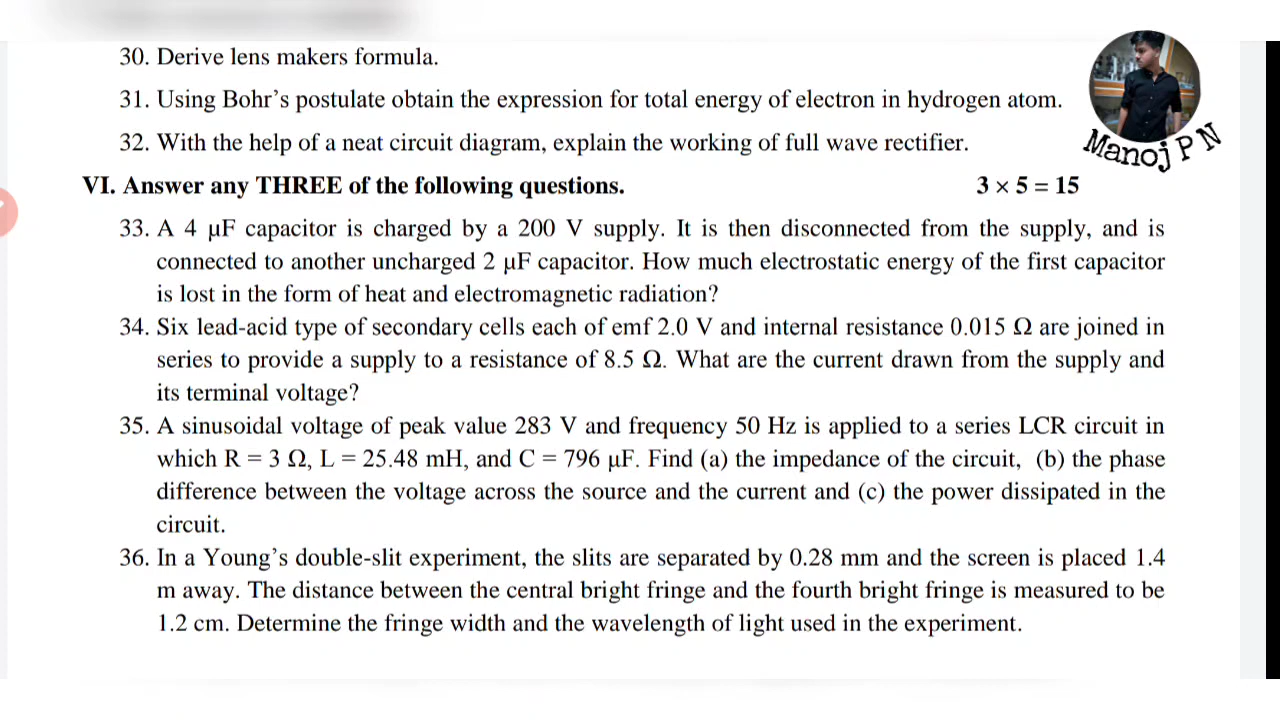 30. Derive lens makers formula.
31. Using Bohr's postulate obtain the expression for total energy of electron in hydrogen atom.
32. With the help of a neat circuit diagram, explain the working of full wave rectifier.
Manoj P N
VI. Answer any THREE of the following questions. 3 × 5 = 15
33. A 4 μF capacitor is charged by a 200 V supply. It is then disconnected from the supply, and is
connected to another uncharged 2 μF capacitor. How much electrostatic energy of the first capacitor
is lost in the form of heat and electromagnetic radiation?
34. Six lead-acid type of secondary cells each of emf 2.0 V and internal resistance 0.015 Ω are joined in
series to provide a supply to a resistance of 8.5 Ω. What are the current drawn from the supply and
its terminal voltage?
35. A sinusoidal voltage of peak value 283 V and frequency 50 Hz is applied to a series LCR circuit in
which R = 3 Ω, L = 25.48 mH, and C = 796 μF. Find (a) the impedance of the circuit, (b) the phase
difference between the voltage across the source and the current and (c) the power dissipated in the
circuit.
36. In a Young's double-slit experiment, the slits are separated by 0.28 mm and the screen is placed 1.4
m away. The distance between the central bright fringe and the fourth bright fringe is measured to be
1.2 cm. Determine the fringe width and the wavelength of light used in the experiment.